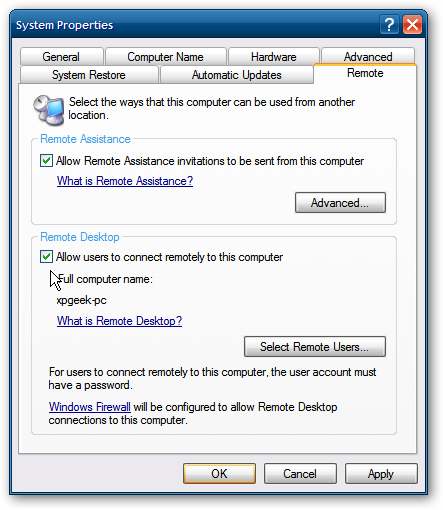 System Properties
General Computer Name Hardware Advanced
System Restore Automatic Updates Remote
Select the ways that this computer can be used from another
location.
Remote Assistance
Allow Remote Assistance invitations to be sent from this computer
What is Remote Assistance?
Advanced...
Remote Desktop
Allow users to connect remotely to this computer
Full computer name:
xpgeek-pc
What is Remote Desktop?
Select Remote Users...
For users to connect remotely to this computer, the user account must
have a password.
Windows Firewall will be configured to allow Remote Desktop
connections to this computer.
OK Cancel Apply